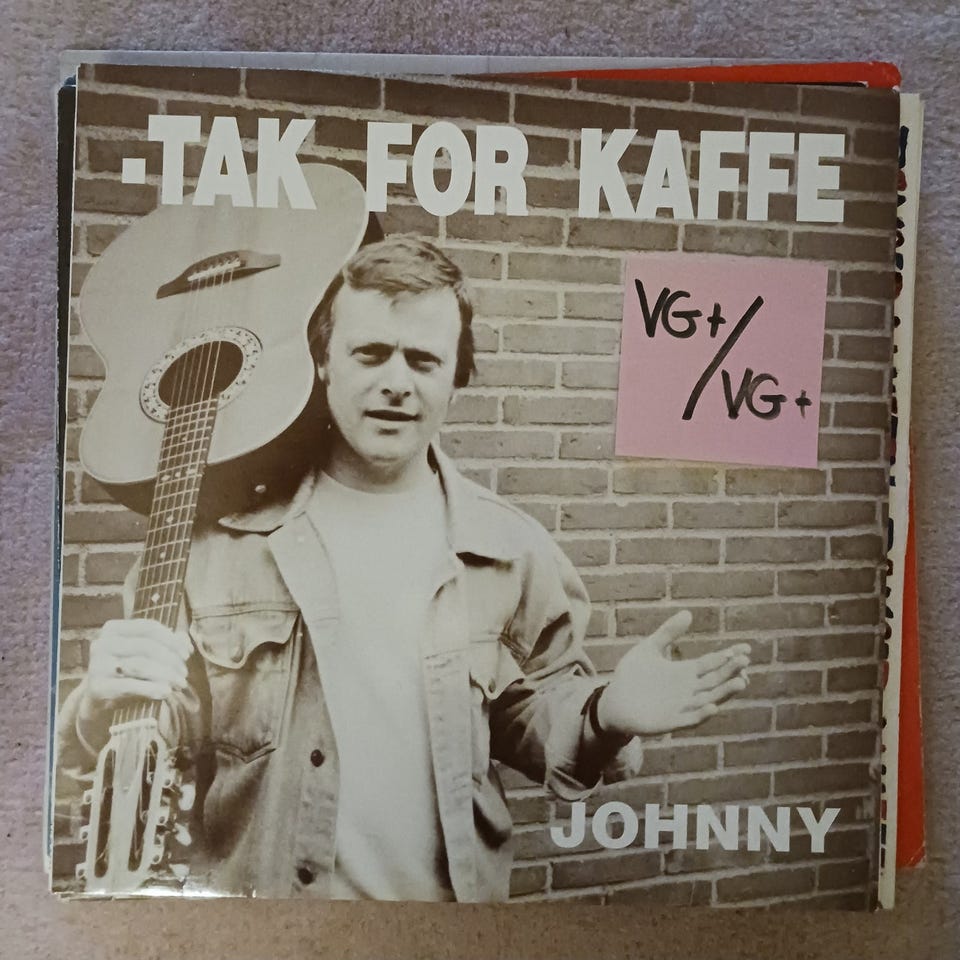 -TAK FOR KAFFE
VG+/
VG+
JOHNNY